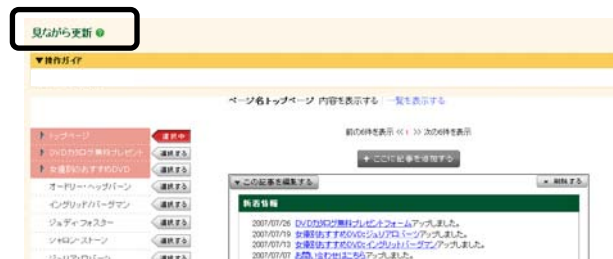 見ながら更新
▼操作ガイド
ページ名トップページ 内容を表示する 一覧を表示する
前の6件を表示 << 1 >> 次の6件を表示
トップページ 選択中
DVDカタログ無料プレゼント 選択する
女優別おすすめDVD 選択する
+ ここに記事を追加する
オードリー・ヘップバーン 選択する
▼この記事を編集する × 削除する
イングリッド・バーグマン 選択する
新着情報
ジュディ・フォスター 選択する
2007/07/26 DVDカタログ無料プレゼントフォームアップしました。
2007/07/19 女優別おすすめDVD:ジュリアロバーツアップしました。
シャロン・ストーン 選択する
2007/07/13 女優別おすすめDVD:イングリットバーグマンアップしました。
2007/07/07 お問い合わせはこちらアップしました。
ジュリアロバーツ 選択する